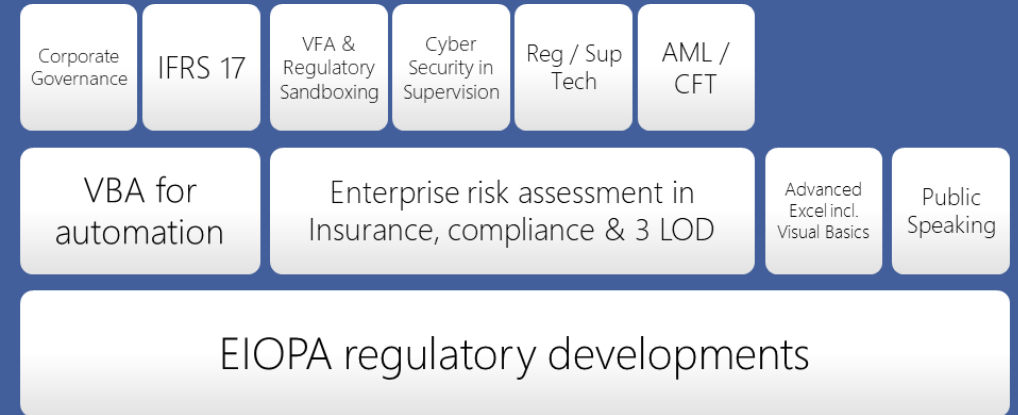 Corporate
Governance
IFRS 17
VFA &
Regulatory
Sandboxing
Cyber
Security in
Supervision
Reg / Sup
Tech
AML /
CFT
VBA for
automation
Enterprise risk assessment in
Insurance, compliance & 3 LOD
Advanced
Excel incl.
Visual Basics
Public
Speaking
EIOPA regulatory developments